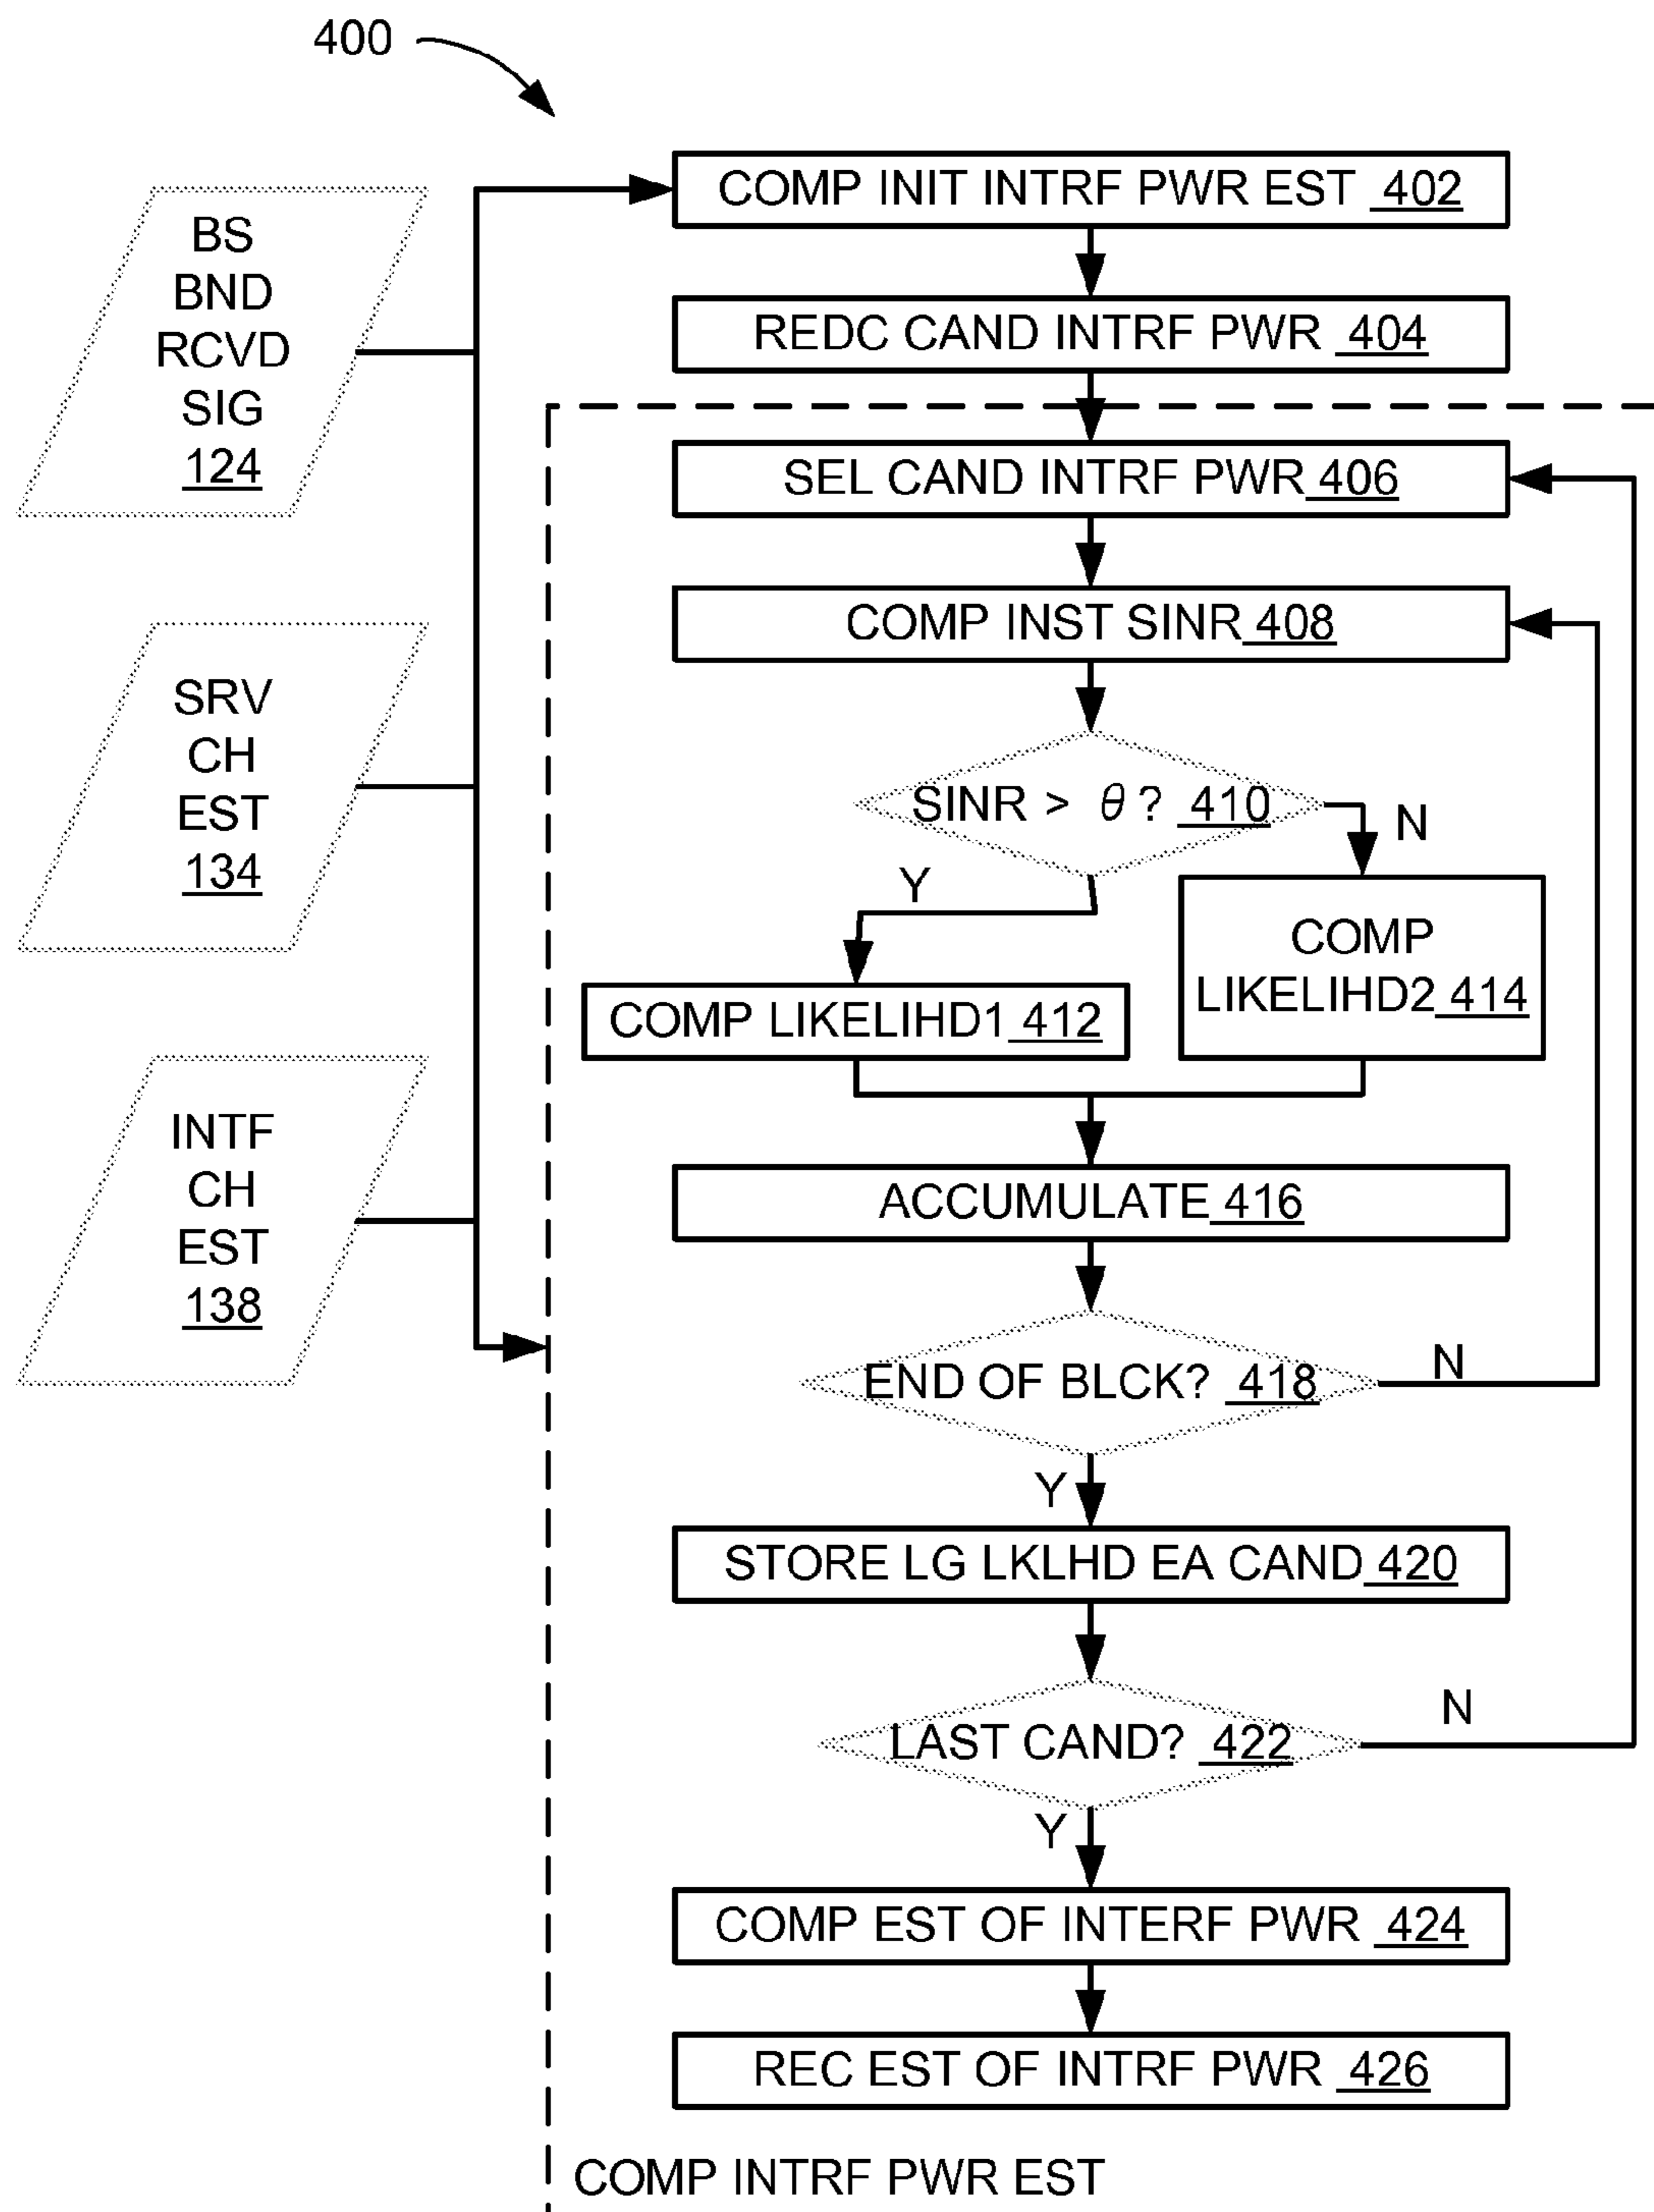 400
COMP INIT INTRF PWR EST 402
BS
BND
RCVD
SIG
124
REDC CAND INTRF PWR 404
SEL CAND INTRF PWR 406
COMP INST SINR 408
SRV
CH
EST
134
SINR > θ ? 410
N
Y
COMP
LIKELIHD2 414
COMP LIKELIHD1 412
INTF
CH
EST
138
ACCUMULATE 416
END OF BLCK? 418
N
Y
STORE LG LKLHD EA CAND 420
LAST CAND? 422
N
Y
COMP EST OF INTERF PWR 424
REC EST OF INTRF PWR 426
COMP INTRF PWR EST